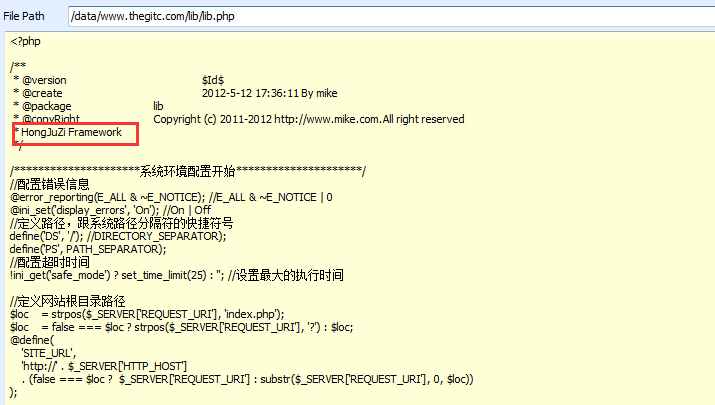 File Path /data/www.thegitc.com/lib/lib.php
<?php
/**
* @version $Id$
* @create 2012-5-12 17:36:11 By mike
* @package lib
* @copyRight Copyright (c) 2011-2012 http://www.mike.com.All right reserved
* HongJuZi Framework
*/
/*********************系统环境配置开始*********************/
//配置错误信息
@error_reporting(E_ALL & ~E_NOTICE); //E_ALL & ~E_NOTICE | 0
@ini_set('display_errors', 'On'); //On | Off
//定义路径，跟系统路径分隔符的快捷符号
define('DS', '/'); //DIRECTORY_SEPARATOR);
define('PS', PATH_SEPARATOR);
//配置超时时间
!ini_get('safe_mode') ? set_time_limit(25) : ''; //设置最大的执行时间
//定义网站根目录路径
$loc = strpos($_SERVER['REQUEST_URI'], 'index.php');
$loc = false === $loc ? strpos($_SERVER['REQUEST_URI'], '?') : $loc;
@define(
'SITE_URL',
'http://' . $_SERVER['HTTP_HOST']
. (false === $loc ? $_SERVER['REQUEST_URI'] : substr($_SERVER['REQUEST_URI'], 0, $loc))
);